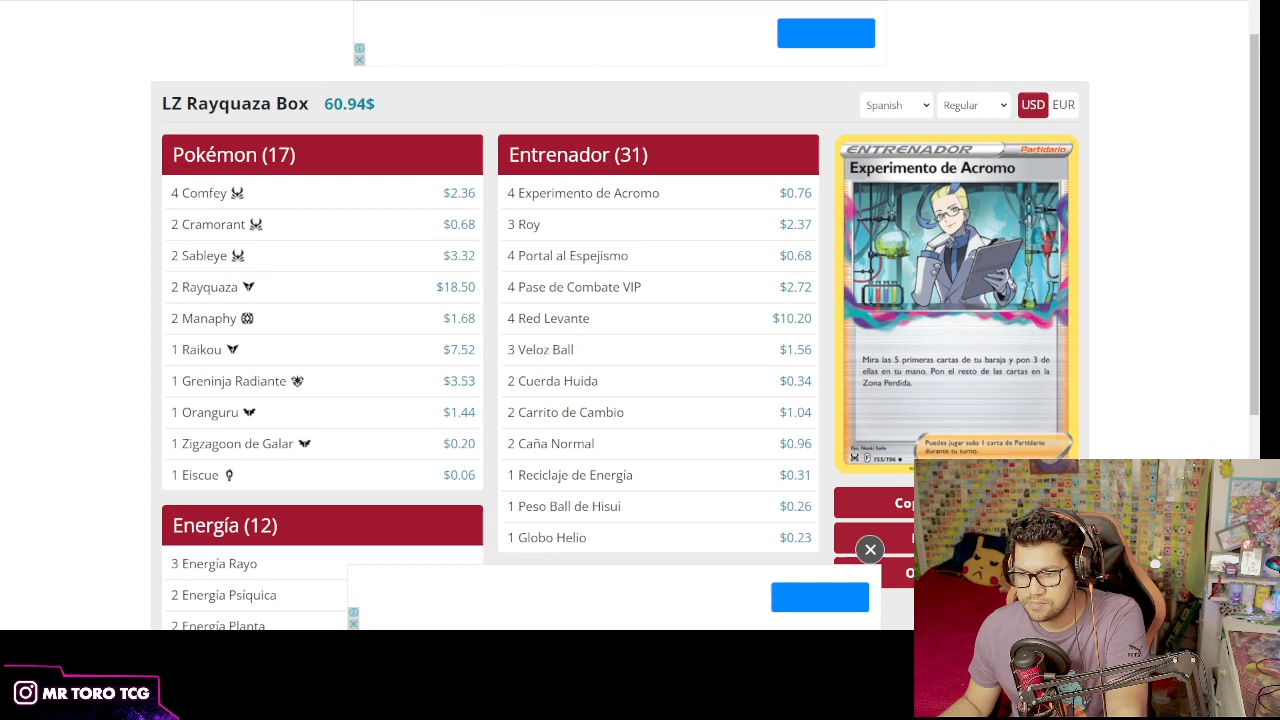 LZ Rayquaza Box 60.94$
Spanish
Regular
USD EUR
Pokémon (17)
4 Comfey $2.36
2 Cramorant $0.68
2 Sableye $3.32
2 Rayquaza $18.50
2 Manaphy $1.68
1 Raikou $7.52
1 Greninja Radiante $3.53
1 Oranguru $1.44
1 Zigzagoon de Galar $0.20
1 Eiscue $0.06
Energía (12)
3 Energía Rayo
2 Energía Psíquica
2 Energía Planta
Entrenador (31)
4 Experimento de Acromo $0.76
3 Roy $2.37
4 Portal al Espejismo $0.68
4 Pase de Combate VIP $2.72
4 Red Levante $10.20
3 Veloz Ball $1.56
2 Cuerda Huida $0.34
2 Carrito de Cambio $1.04
2 Caña Normal $0.96
1 Reciclaje de Energía $0.31
1 Peso Ball de Hisui $0.26
1 Globo Helio $0.23
ENTRENADOR Partidario
Experimento de Acromo
Mira las 5 primeras cartas de tu baraja y pon 3 de
ellas en tu mano. Pon el resto de las cartas en la
Zona Perdida.
Puedes jugar solo 1 carta de Partidario
durante tu turno.
155/196
MR TORO TCG